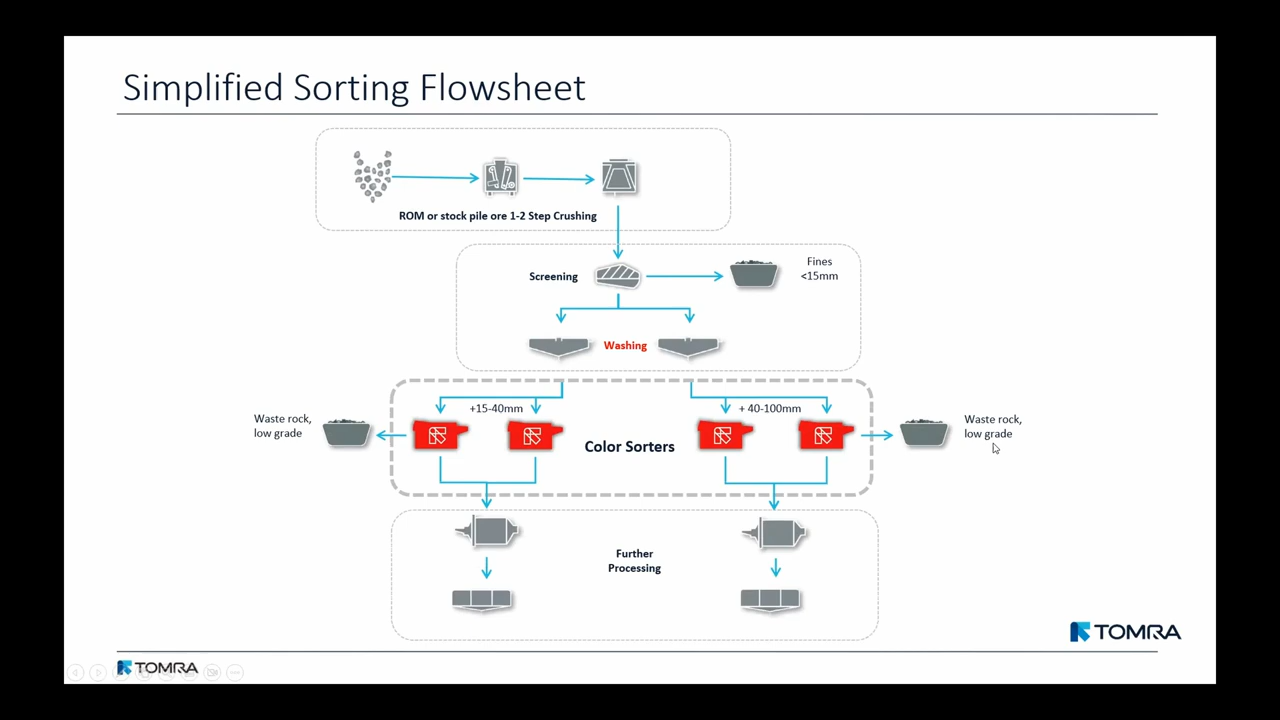 Simplified Sorting Flowsheet
ROM or stock pile ore 1-2 Step Crushing
Screening
Fines
<15mm
Washing
+15-40mm
+ 40-100mm
Waste rock,
low grade
Color Sorters
Waste rock,
low grade
Further
Processing
TOMRA
TOMRA